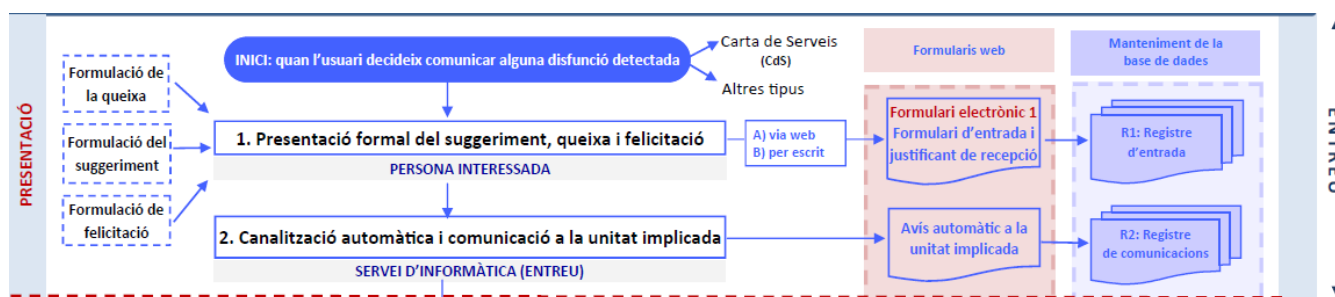 PRESENTACIÓ
Formulació de
la queixa
Formulació del
suggeriment
Formulació de
felicitació
INICI: quan l'usuari decideix comunicar alguna disfunció detectada
Carta de Serveis
(CdS)
Altres tipus
1. Presentació formal del suggeriment, queixa i felicitació
PERSONA INTERESSADA
A) via web
B) per escrit
2. Canalització automàtica i comunicació a la unitat implicada
SERVEI D'INFORMÀTICA (ENTREU)
Formularis web
Formulari electrònic 1
Formulari d'entrada i
justificant de recepció
Avís automàtic a la
unitat implicada
Manteniment de la
base de dades
R1: Registre
d'entrada
R2: Registre
de comunicacions
ENTREU